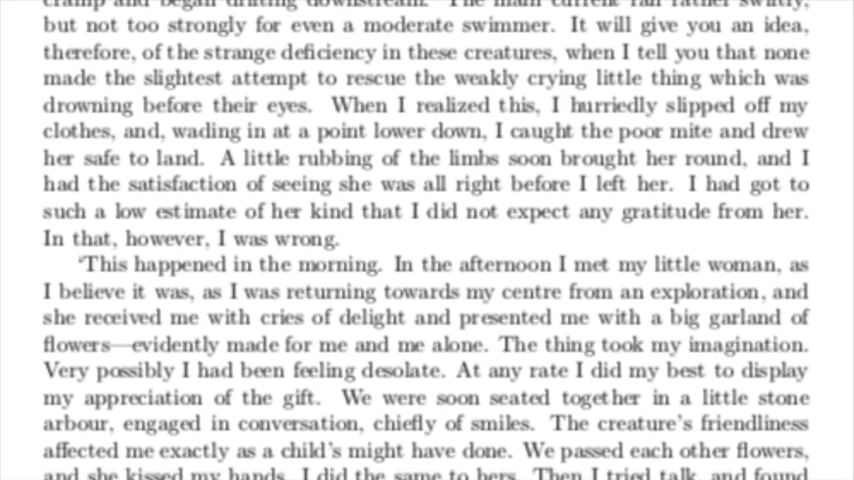 cramp and began drifting downstream. The main current ran rather swiftly,
but not too strongly for even a moderate swimmer. It will give you an idea,
therefore, of the strange deficiency in these creatures, when I tell you that none
made the slightest attempt to rescue the weakly crying little thing which was
drowning before their eyes. When I realized this, I hurriedly slipped off my
clothes, and, wading in at a point lower down, I caught the poor mite and drew
her safe to land. A little rubbing of the limbs soon brought her round, and I
had the satisfaction of seeing she was all right before I left her. I had got to
such a low estimate of her kind that I did not expect any gratitude from her.
In that, however, I was wrong.
‘This happened in the morning. In the afternoon I met my little woman, as
I believe it was, as I was returning towards my centre from an exploration, and
she received me with cries of delight and presented me with a big garland of
flowers—evidently made for me and me alone. The thing took my imagination.
Very possibly I had been feeling desolate. At any rate I did my best to display
my appreciation of the gift. We were soon seated together in a little stone
arbour, engaged in conversation, chiefly of smiles. The creature’s friendliness
affected me exactly as a child’s might have done. We passed each other flowers,
and she kissed my hands. I did the same to hers. Then I tried talk, and found